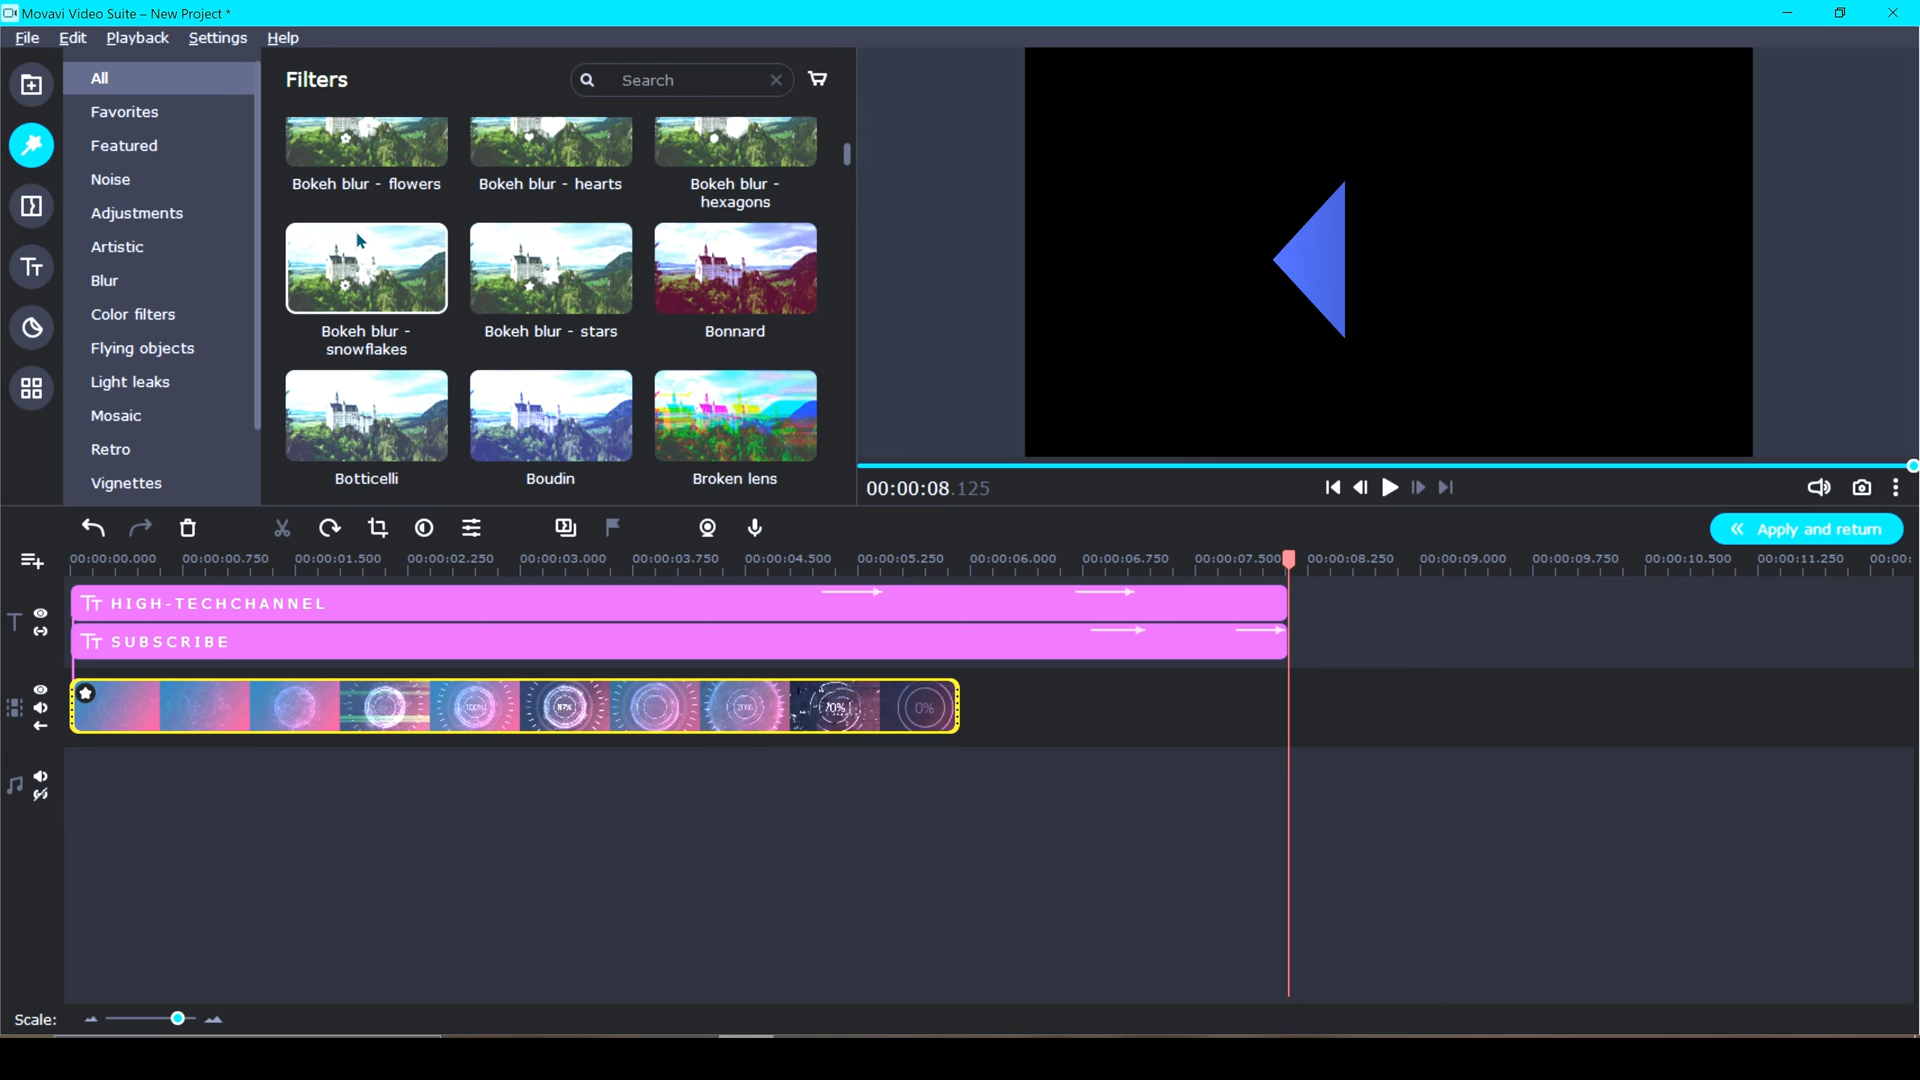 Movavi Video Suite – New Project *
File Edit Playback Settings Help
All
Favorites
Featured
Noise
Adjustments
Artistic
Blur
Color filters
Flying objects
Light leaks
Mosaic
Retro
Vignettes
Filters
Search
Bokeh blur - flowers
Bokeh blur - hearts
Bokeh blur -
hexagons
Bokeh blur -
snowflakes
Bokeh blur - stars
Bonnard
Botticelli
Boudin
Broken lens
00:00:08.125
Apply and return
00:00:00.000 00:00:00.750 00:00:01.500 00:00:02.250 00:00:03.000 00:00:03.750 00:00:04.500 00:00:05.250 00:00:06.000 00:00:06.750 00:00:07.500 00:00:08.250 00:00:09.000 00:00:09.750 00:00:10.500 00:00:11.250 00:00:
HIGH-TECHCHANNEL
SUBSCRIBE
100% 87% 0%
Scale: